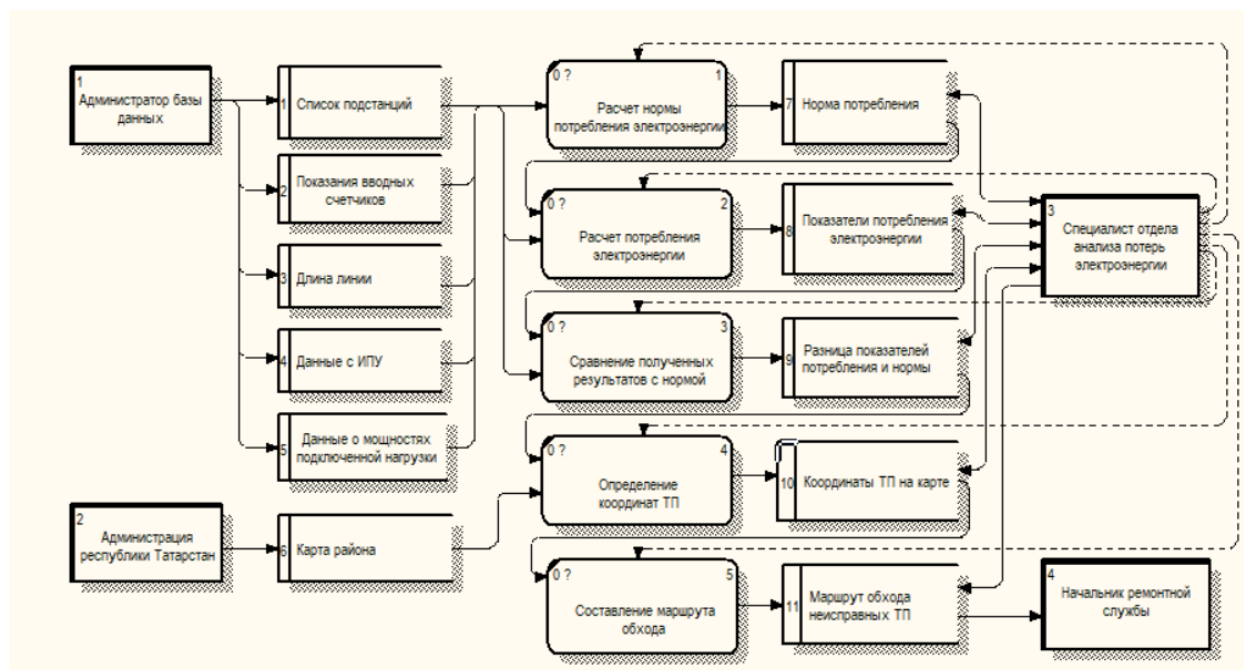 1
Администратор базы
данных
1
Список подстанций
0 ?
1
Расчет нормы
потребления электроэнергии
7
Норма потребления
2
Показания вводных
счетчиков
0 ?
2
Расчет потребления
электроэнергии
8
Показатели потребления
электроэнергии
3
Специалист отдела
анализа потерь
электроэнергии
3
Длина линии
0 ?
3
Сравнение полученных
результатов с нормой
9
Разница показателей
потребления и нормы
4
Данные с ИПУ
5
Данные о мощностях
подключенной нагрузки
0 ?
4
Определение
координат ТП
10
Координаты ТП на карте
2
Администрация
республики Татарстан
6
Карта района
0 ?
5
Составление маршрута
обхода
11
Маршрут обхода
неисправных ТП
4
Начальник ремонтной
службы